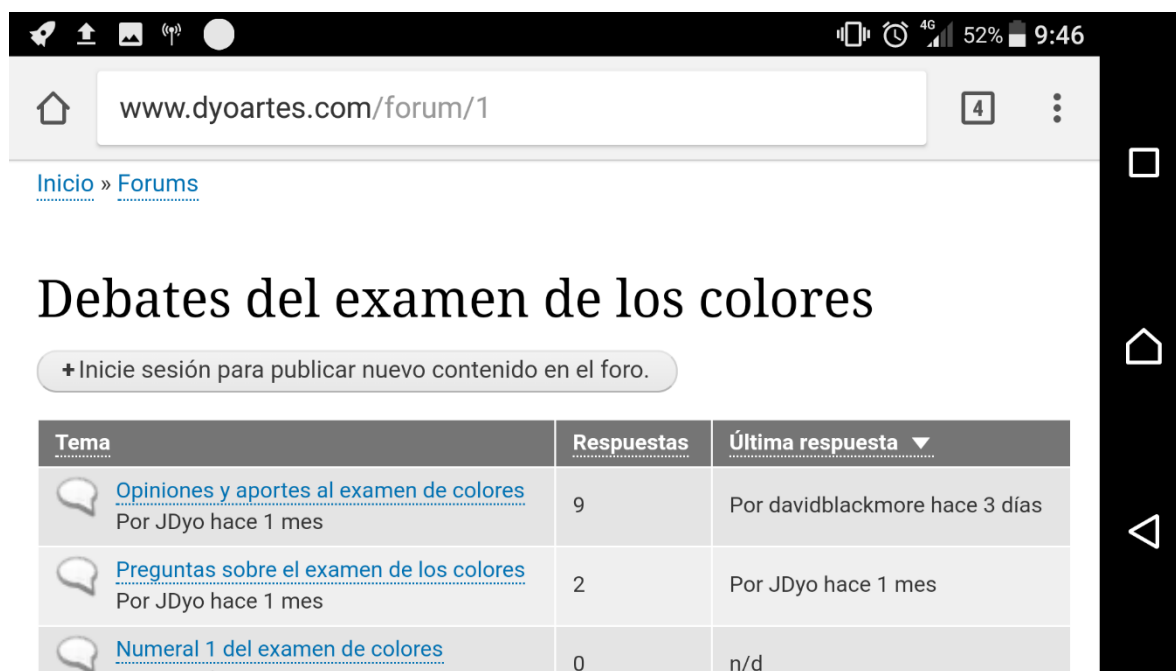 4G 52% 9:46
www.dyoartes.com/forum/1 4
Inicio » Forums
Debates del examen de los colores
+Inicie sesión para publicar nuevo contenido en el foro.
Tema Respuestas Última respuesta ▼
Opiniones y aportes al examen de colores
Por JDyo hace 1 mes
9
Por davidblackmore hace 3 días
Preguntas sobre el examen de los colores
Por JDyo hace 1 mes
2
Por JDyo hace 1 mes
Numeral 1 del examen de colores
0
n/d